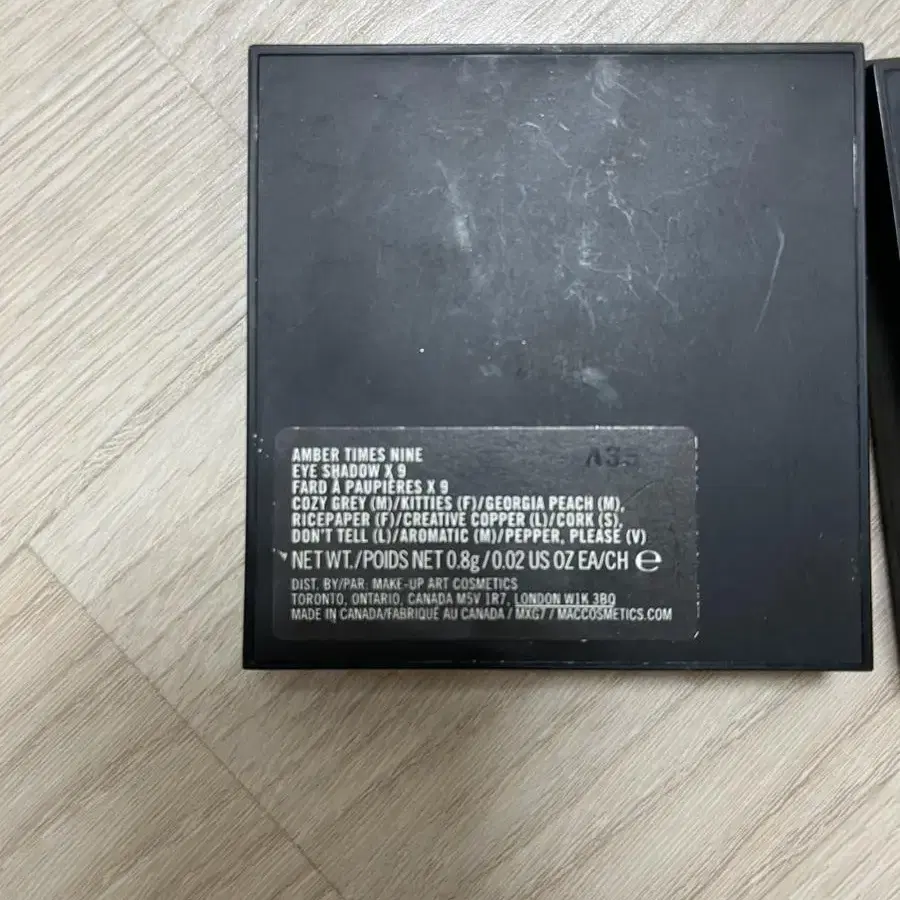 A35
AMBER TIMES NINE
EYE SHADOW X 9
FARD À PAUPIÈRES X 9
COZY GREY (M)/KITTIES (F)/GEORGIA PEACH (M),
RICEPAPER (F)/CREATIVE COPPER (L)/CORK (S),
DON'T TELL (L)/AROMATIC (M)/PEPPER, PLEASE (V)
NET WT./POIDS NET 0.8g/0.02 US OZ EA/CH ℮
DIST. BY/PAR: MAKE-UP ART COSMETICS
TORONTO, ONTARIO, CANADA M5V 1R7, LONDON W1K 3BQ
MADE IN CANADA/FABRIQUÉ AU CANADA / MXG7 / MACCOSMETICS.COM